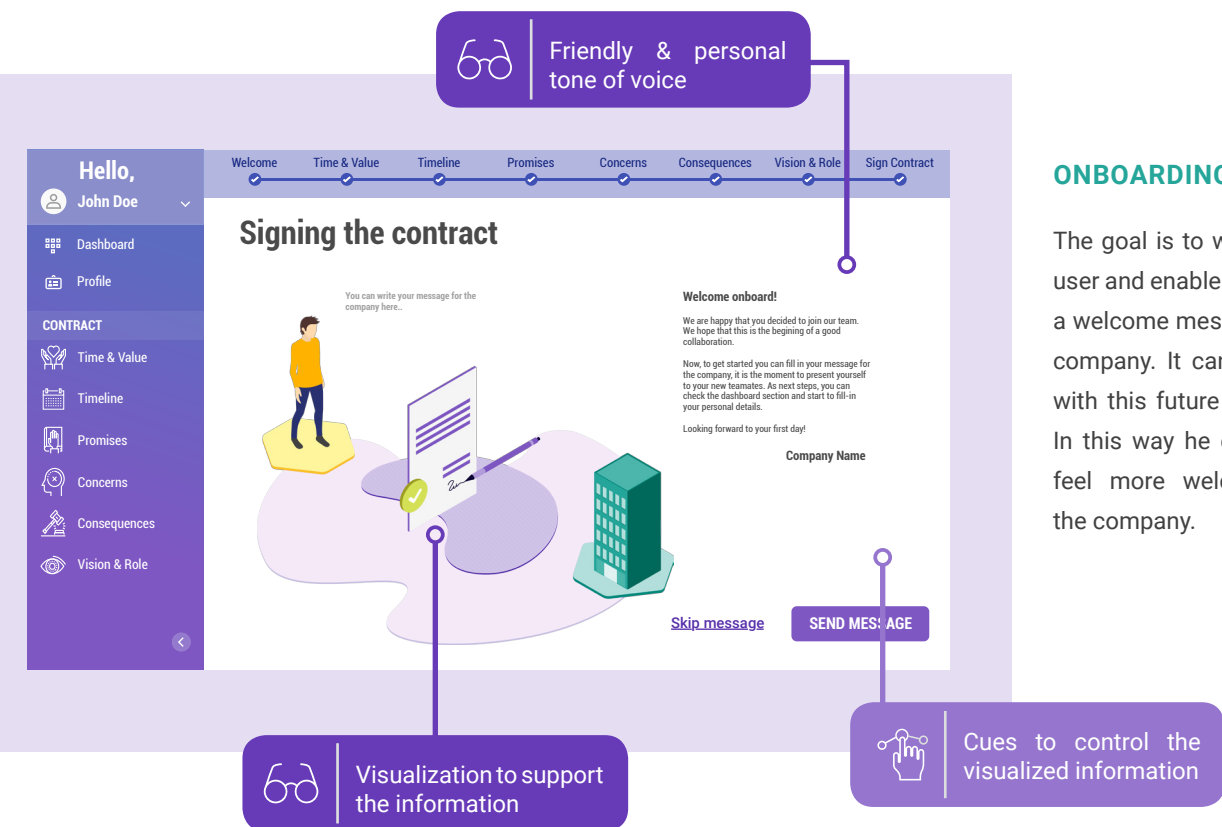 Friendly & personal
tone of voice
Hello,
John Doe
Dashboard
Profile
CONTRACT
Time & Value
Timeline
Promises
Concerns
Consequences
Vision & Role
Welcome
Time & Value
Timeline
Promises
Concerns
Consequences
Vision & Role
Sign Contract
Signing the contract
You can write your message for the
company here..
Welcome onboard!
We are happy that you decided to join our team.
We hope that this is the begining of a good
collaboration.
Now, to get started you can fill in your message for
the company, it is the moment to present yourself
to your new teamates. As next steps, you can
check the dashboard section and start to fill-in
your personal details.
Looking forward to your first day!
Company Name
Skip message
SEND MESSAGE
Visualization to support
the information
Cues to control the
visualized information
ONBOARDING
The goal is to
user and enable
a welcome
company. It
with this future
In this way he
feel more
the company.